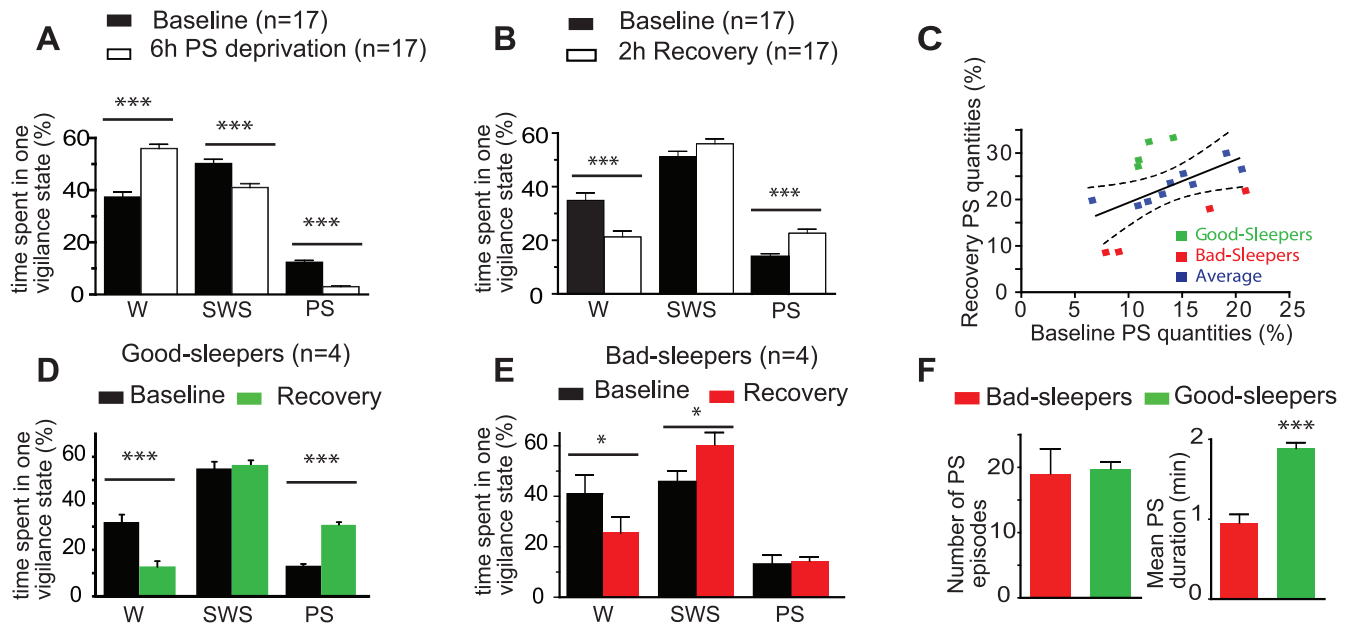 A
Baseline (n=17)
6h PS deprivation (n=17)
time spent in one
vigilance state (%)
60
40
20
0
***
***
***
W
SWS
PS
B
Baseline (n=17)
2h Recovery (n=17)
time spent in one
vigilance state (%)
60
40
20
0
***
***
W
SWS
PS
C
Recovery PS quantities (%)
30
20
10
0
Good-Sleepers
Bad-Sleepers
Average
0
5
10
15
20
25
Baseline PS quantities (%)
D
Good-sleepers (n=4)
Baseline
Recovery
time spent in one
vigilance state (%)
60
40
20
0
***
***
W
SWS
PS
E
Bad-sleepers (n=4)
Baseline
Recovery
time spent in one
vigilance state (%)
60
40
20
0
*
*
W
SWS
PS
F
Bad-sleepers
Good-sleepers
Number of PS
episodes
20
10
0
Mean PS
duration (min)
2
1
0
***